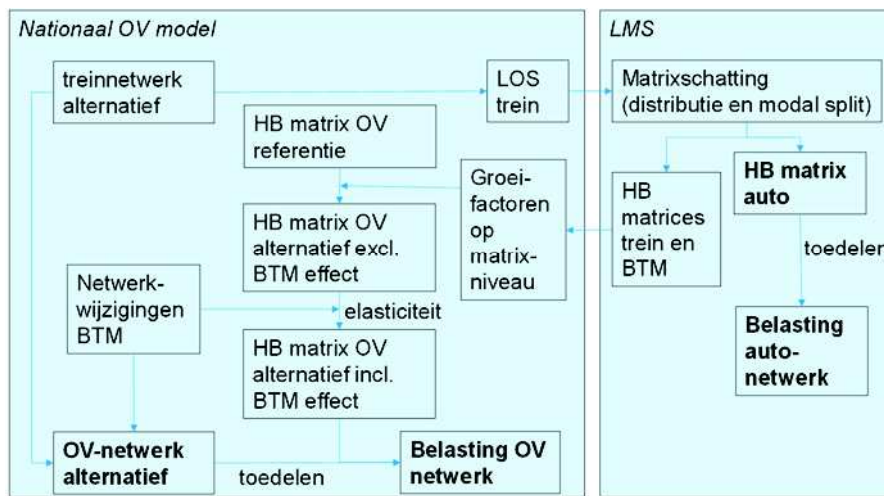 Nationaal OV model
treinnetwerk
alternatief
LOS
trein
HB matrix OV
referentie
Groei-
factoren
op
matrix-
niveau
HB matrix OV
alternatief excl.
BTM effect
Netwerk-
wijzigingen
BTM
elasticiteit
HB matrix OV
alternatief incl.
BTM effect
OV-netwerk
alternatief
toedelen
Belasting OV
netwerk
LMS
Matrixschatting
(distributie en modal split)
HB
matrices
trein en
BTM
HB matrix
auto
toedelen
Belasting
auto-
netwerk